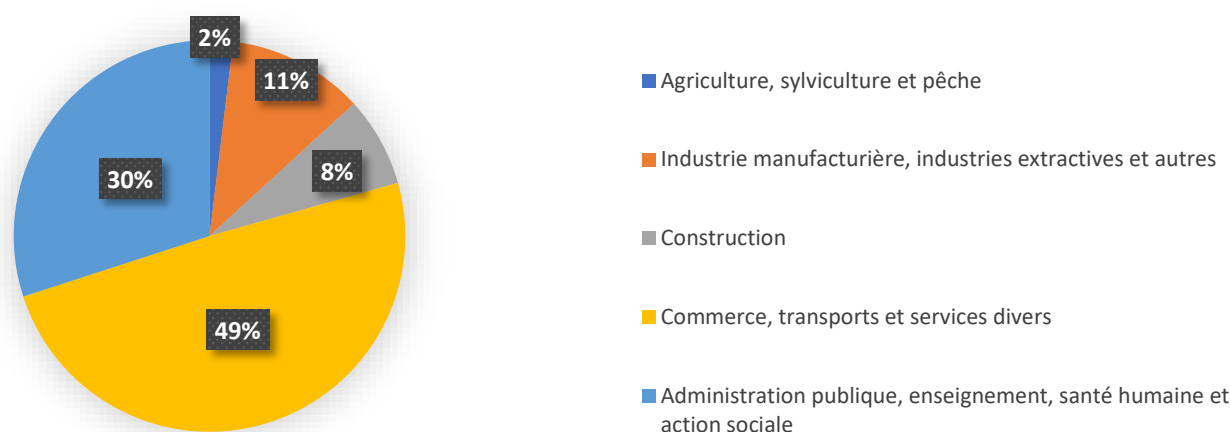 2%
11%
8%
30%
49%
Agriculture, sylviculture et pêche
Industrie manufacturière, industries extractives et autres
Construction
Commerce, transports et services divers
Administration publique, enseignement, santé humaine et
action sociale